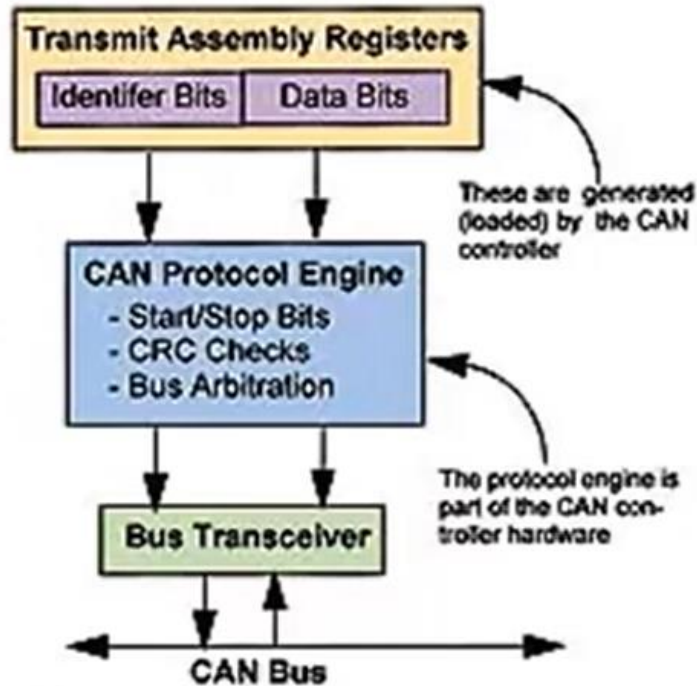 Transmit Assembly Registers
Identifer Bits
Data Bits
These are generated
(loaded) by the CAN
controller
CAN Protocol Engine
- Start/Stop Bits
- CRC Checks
- Bus Arbitration
The protocol engine is
part of the CAN con-
troller hardware
Bus Transceiver
CAN Bus